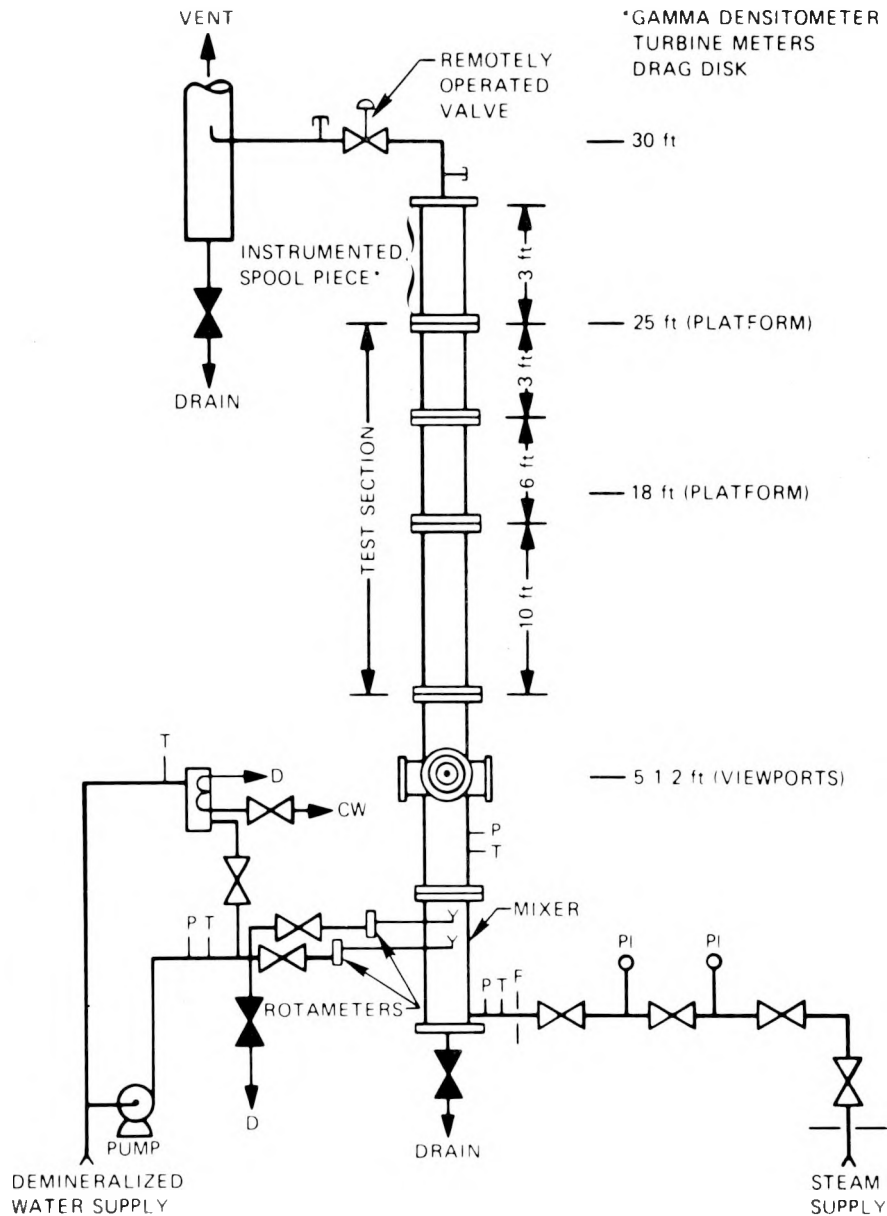 VENT
*GAMMA DENSITOMETER
TURBINE METERS
DRAG DISK
REMOTELY
OPERATED
VALVE
30 ft
INSTRUMENTED
SPOOL PIECE*
3 ft
25 ft (PLATFORM)
DRAIN
3 ft
TEST SECTION
6 ft
18 ft (PLATFORM)
10 ft
T
D
CW
5 1 2 ft (VIEWPORTS)
P
T
MIXER
P T
PI
PI
P T F
ROTAMETERS
D
PUMP
DRAIN
DEMINERALIZED
WATER SUPPLY
STEAM
SUPPLY